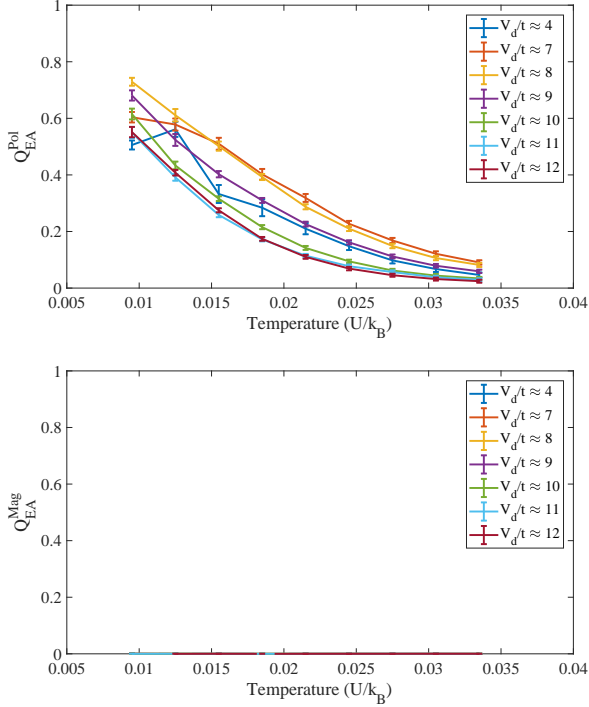 1
0.8
0.6
0.4
0.2
0
Q_EA^Pol
0.005 0.01 0.015 0.02 0.025 0.03 0.035 0.04
Temperature (U/k_B)
V_d/t ≈ 4
V_d/t ≈ 7
V_d/t ≈ 8
V_d/t ≈ 9
V_d/t ≈ 10
V_d/t ≈ 11
V_d/t ≈ 12
1
0.8
0.6
0.4
0.2
0
Q_EA^Mag
0.005 0.01 0.015 0.02 0.025 0.03 0.035 0.04
Temperature (U/k_B)
V_d/t ≈ 4
V_d/t ≈ 7
V_d/t ≈ 8
V_d/t ≈ 9
V_d/t ≈ 10
V_d/t ≈ 11
V_d/t ≈ 12